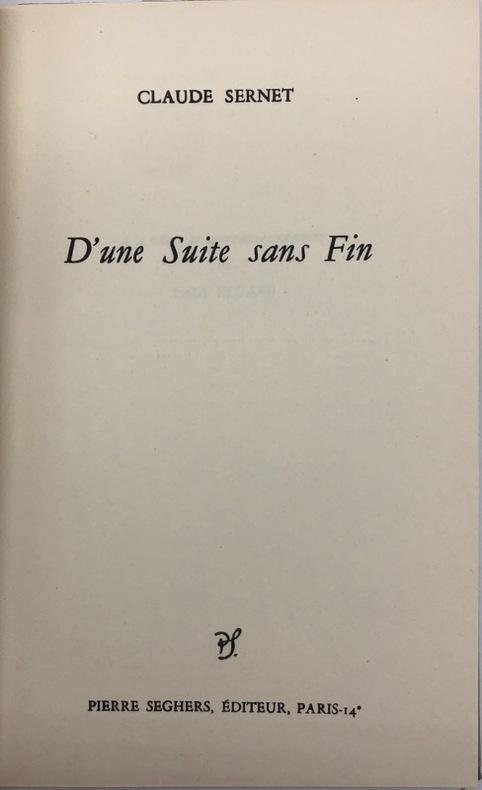 CLAUDE SERNET
D'une Suite sans Fin
PS.
PIERRE SEGHERS, ÉDITEUR, PARIS-14ᵉ